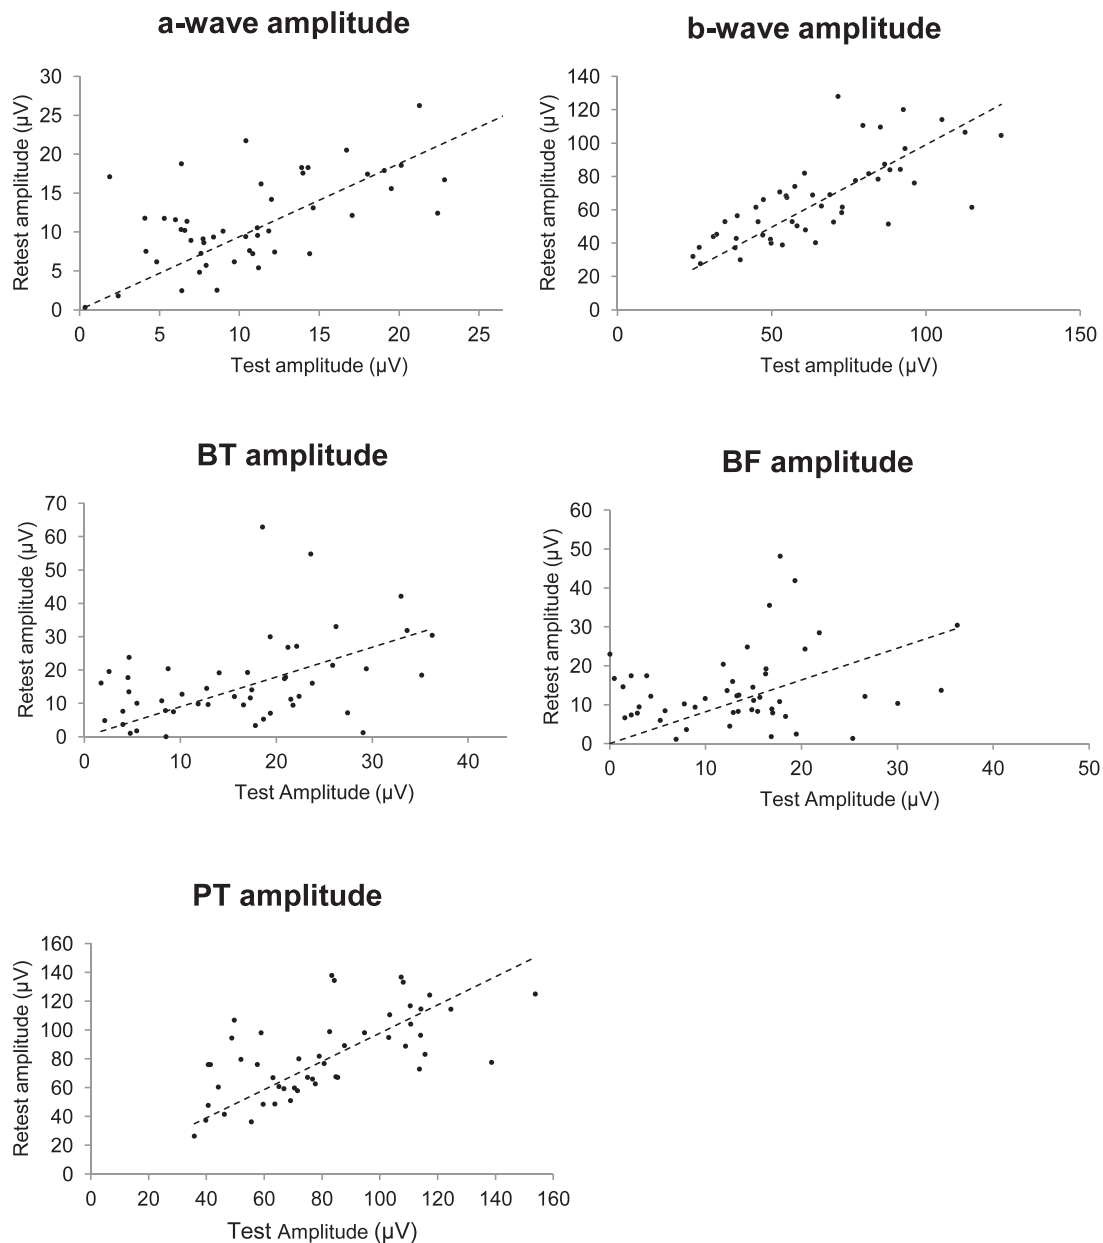 a-wave amplitude
Retest amplitude (µV)
30
25
20
15
10
5
0
0 5 10 15 20 25
Test amplitude (µV)
b-wave amplitude
Retest amplitude (µV)
140
120
100
80
60
40
20
0
0 50 100 150
Test amplitude (µV)
BT amplitude
Retest amplitude (µV)
70
60
50
40
30
20
10
0
0 10 20 30 40
Test Amplitude (µV)
BF amplitude
Retest amplitude (µV)
60
50
40
30
20
10
0
0 10 20 30 40 50
Test Amplitude (µV)
PT amplitude
Retest amplitude (µV)
160
140
120
100
80
60
40
20
0
0 20 40 60 80 100 120 140 160
Test Amplitude (µV)